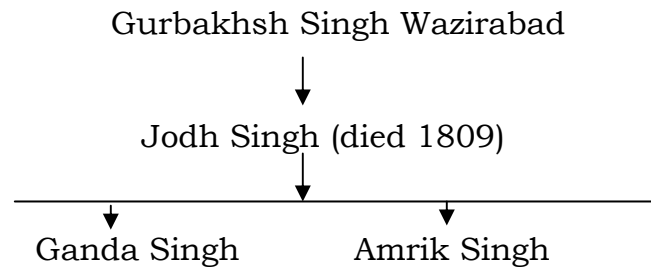 Gurbakhsh Singh Wazirabad
Jodh Singh (died 1809)
Ganda Singh Amrik Singh